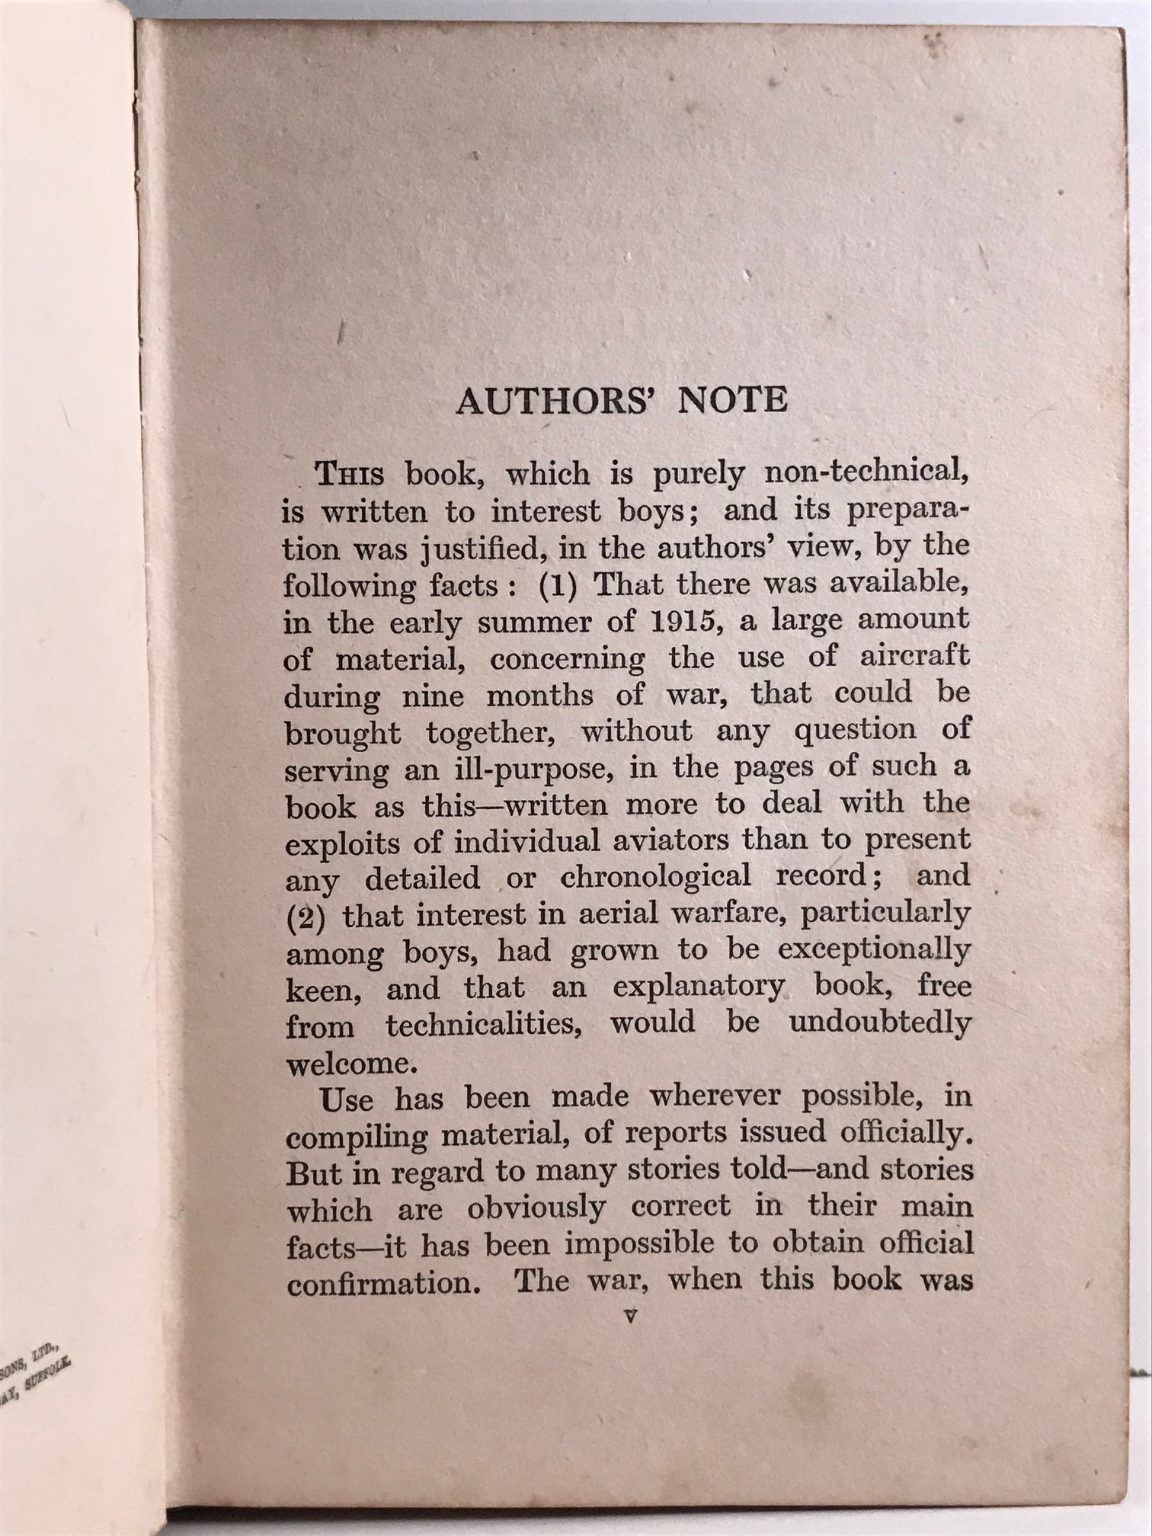 AUTHORS' NOTE
THIS book, which is purely non-technical,
is written to interest boys; and its prepara-
tion was justified, in the authors' view, by the
following facts: (1) That there was available,
in the early summer of 1915, a large amount
of material, concerning the use of aircraft
during nine months of war, that could be
brought together, without any question of
serving an ill-purpose, in the pages of such a
book as this—written more to deal with the
exploits of individual aviators than to present
any detailed or chronological record; and
(2) that interest in aerial warfare, particularly
among boys, had grown to be exceptionally
keen, and that an explanatory book, free
from technicalities, would be undoubtedly
welcome.
Use has been made wherever possible, in
compiling material, of reports issued officially.
But in regard to many stories told—and stories
which are obviously correct in their main
facts—it has been impossible to obtain official
confirmation. The war, when this book was
v
SONS, LTD.,
AY, SUFFOLK.